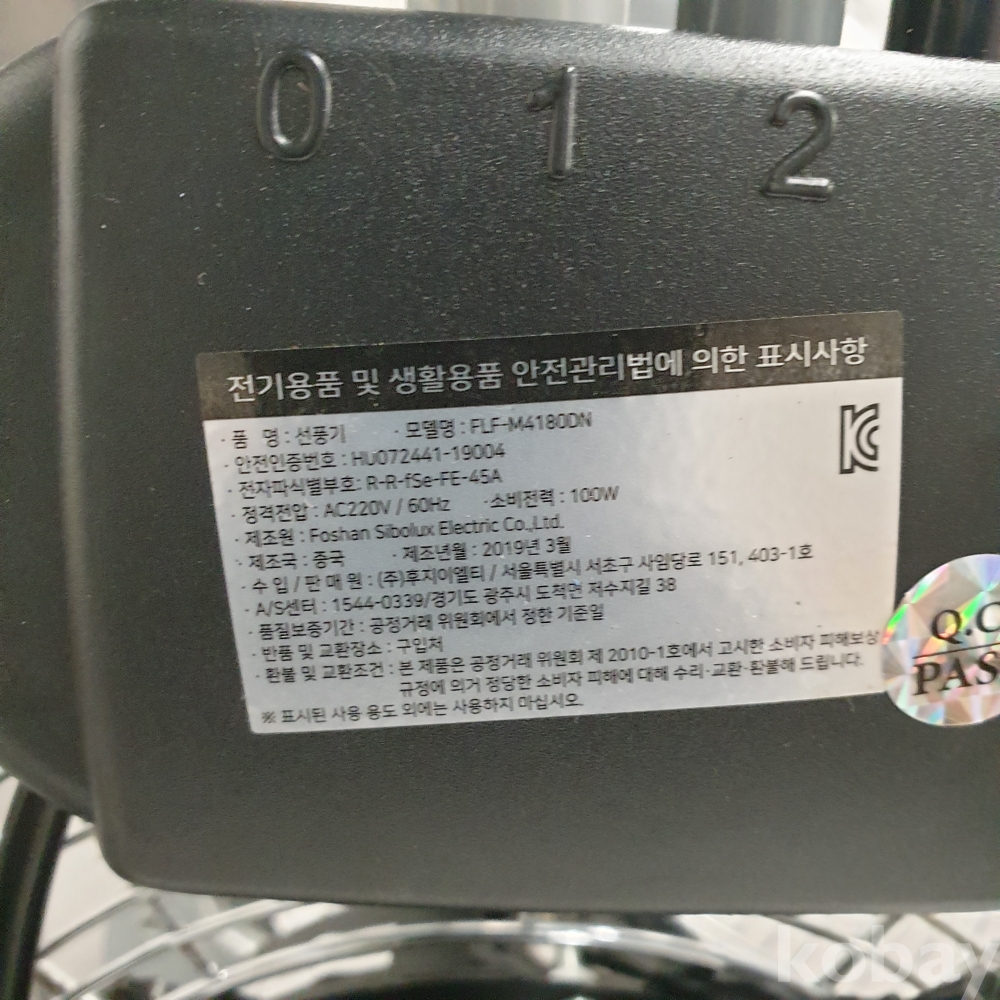 0 1 2
전기용품 및 생활용품 안전관리법에 의한 표시사항
· 품 명 : 선풍기 · 모델명 : FLF-M4180DN
· 안전인증번호 : HU072441-19004
· 전자파식별부호: R-R-fSe-FE-45A
· 정격전압 : AC220V / 60Hz · 소비전력 : 100W
· 제조원 : Foshan Sibolux Electric Co.,Ltd.
· 제조국 : 중국 · 제조년월 : 2019년 3월
· 수 입 / 판 매 원 : (주)후지이엘티 / 서울특별시 서초구 사임당로 151, 403-1호
· A/S센터 : 1544-0339/경기도 광주시 도척면 저수지길 38
· 품질보증기간 : 공정거래 위원회에서 정한 기준일
· 반품 및 교환장소 : 구입처
· 환불 및 교환조건 : 본 제품은 공정거래 위원회 제 2010-1호에서 고시한 소비자 피해보상
규정에 의거 정당한 소비자 피해에 대해 수리·교환·환불해 드립니다.
※ 표시된 사용 용도 외에는 사용하지 마십시오.
KC
Q.C
PAS
kobay